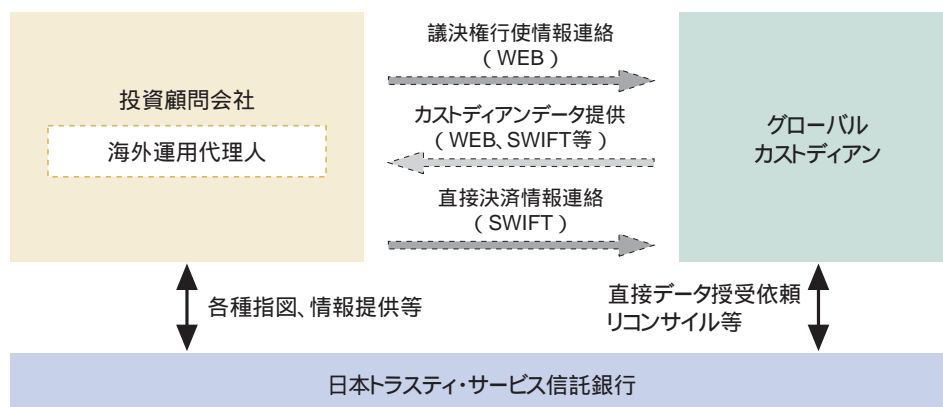 投資顧問会社
海外運用代理人
議決権行使情報連絡
（WEB）
カストディアンデータ提供
（WEB、SWIFT等）
直接決済情報連絡
（SWIFT）
グローバル
カストディアン
各種指図、情報提供等
直接データ授受依頼
リコンサイル等
日本トラスティ・サービス信託銀行